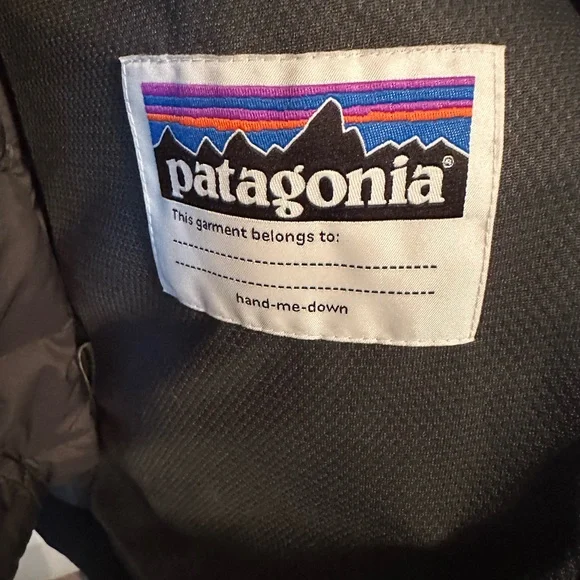 patagonia®
This garment belongs to:
hand-me-down